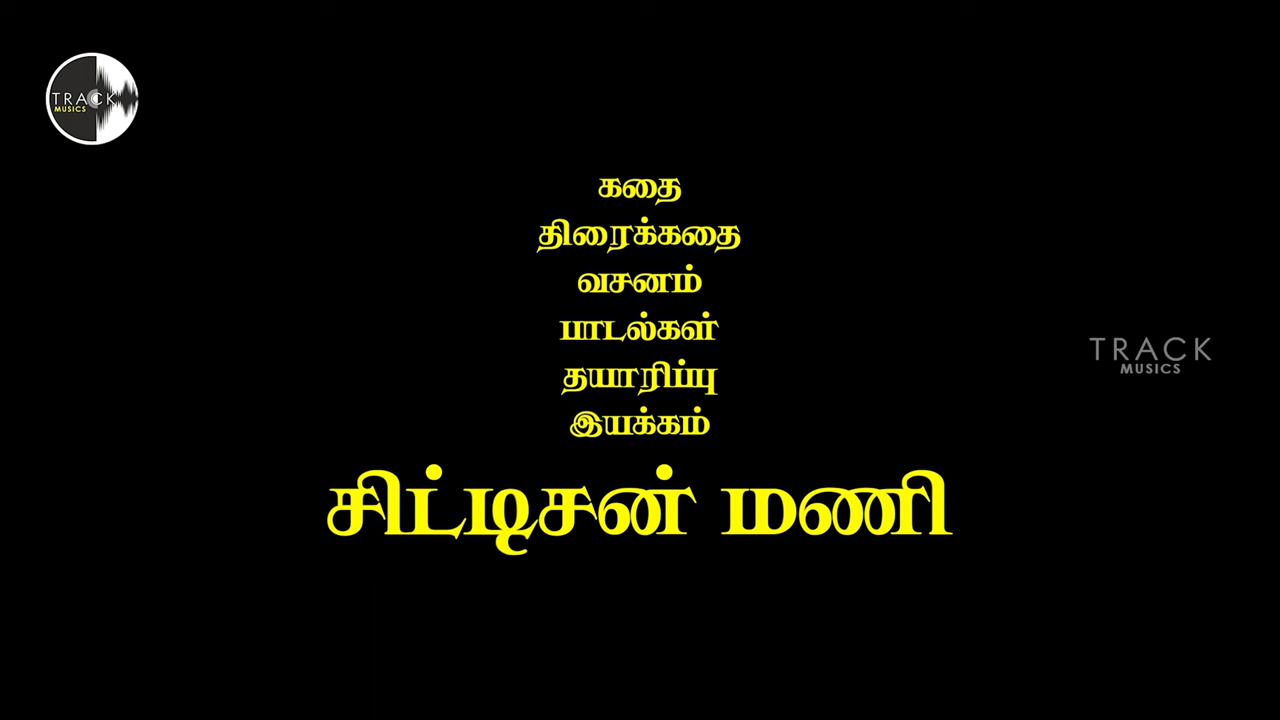 TRACK
MUSICS
கதை
திரைக்கதை
வசனம்
பாடல்கள்
தயாரிப்பு
இயக்கம்
சிட்டிசன் மணி
TRACK
MUSICS